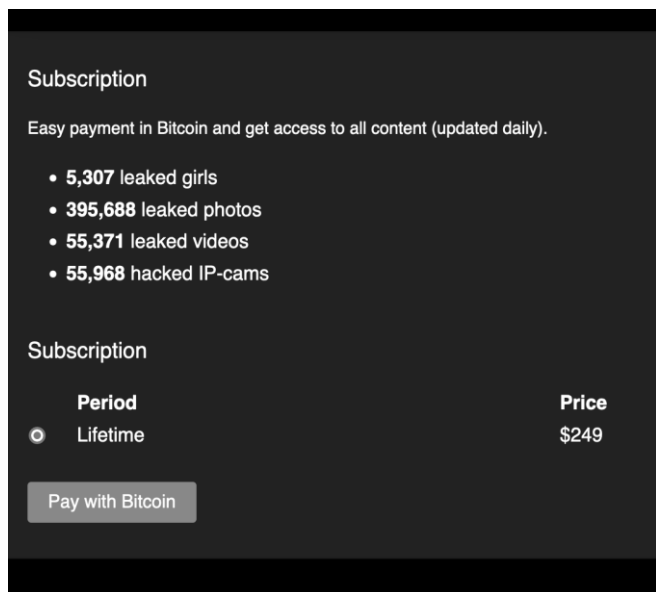 Subscription
Easy payment in Bitcoin and get access to all content (updated daily).
• 5,307 leaked girls
• 395,688 leaked photos
• 55,371 leaked videos
• 55,968 hacked IP-cams
Subscription
Period Price
Lifetime $249
Pay with Bitcoin